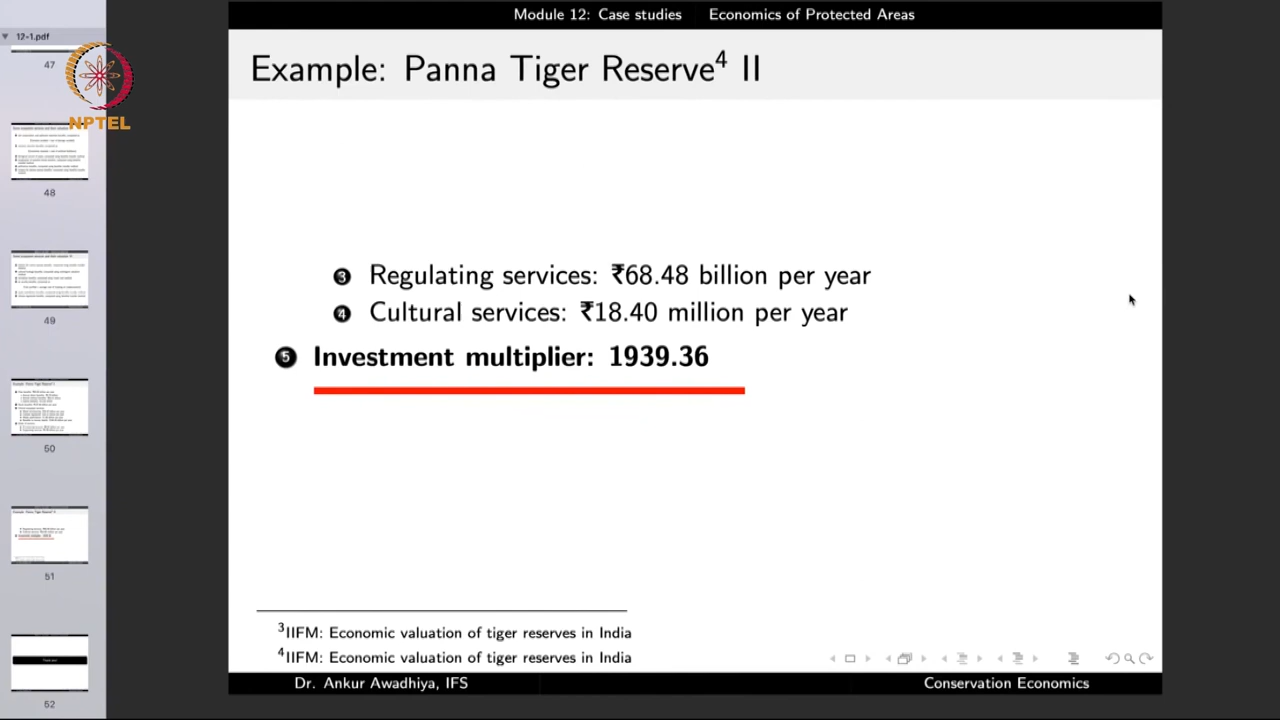 Module 12: Case studies Economics of Protected Areas
12-1.pdf
47
NPTEL
Example: Panna Tiger Reserve4 II
48
49
50
51
52
3 Regulating services: ₹68.48 billion per year
4 Cultural services: ₹18.40 million per year
5 Investment multiplier: 1939.36
3IIFM: Economic valuation of tiger reserves in India
4IIFM: Economic valuation of tiger reserves in India
Dr. Ankur Awadhiya, IFS Conservation Economics